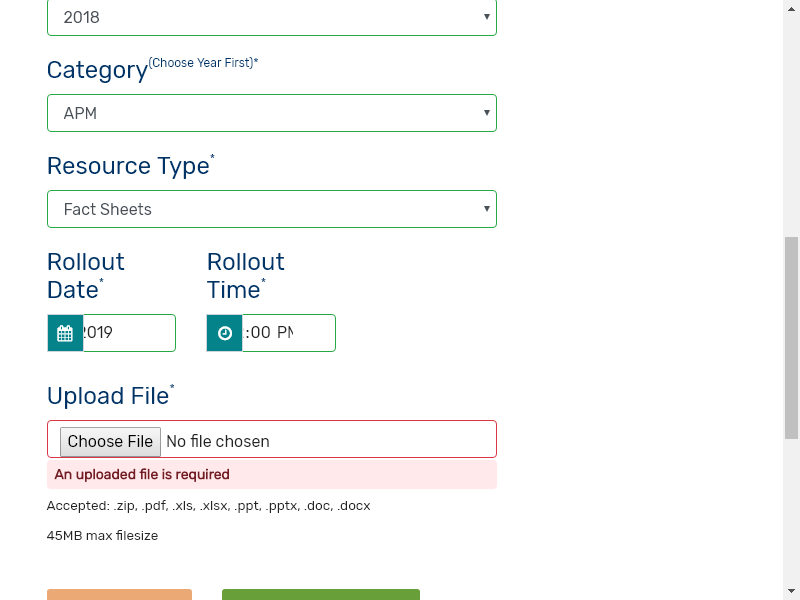 2018
Category(Choose Year First)*
APM
Resource Type*
Fact Sheets
Rollout Date*
Rollout Time*
2019
:00 PM
Upload File*
Choose File No file chosen
An uploaded file is required
Accepted: .zip, .pdf, .xls, .xlsx, .ppt, .pptx, .doc, .docx
45MB max filesize